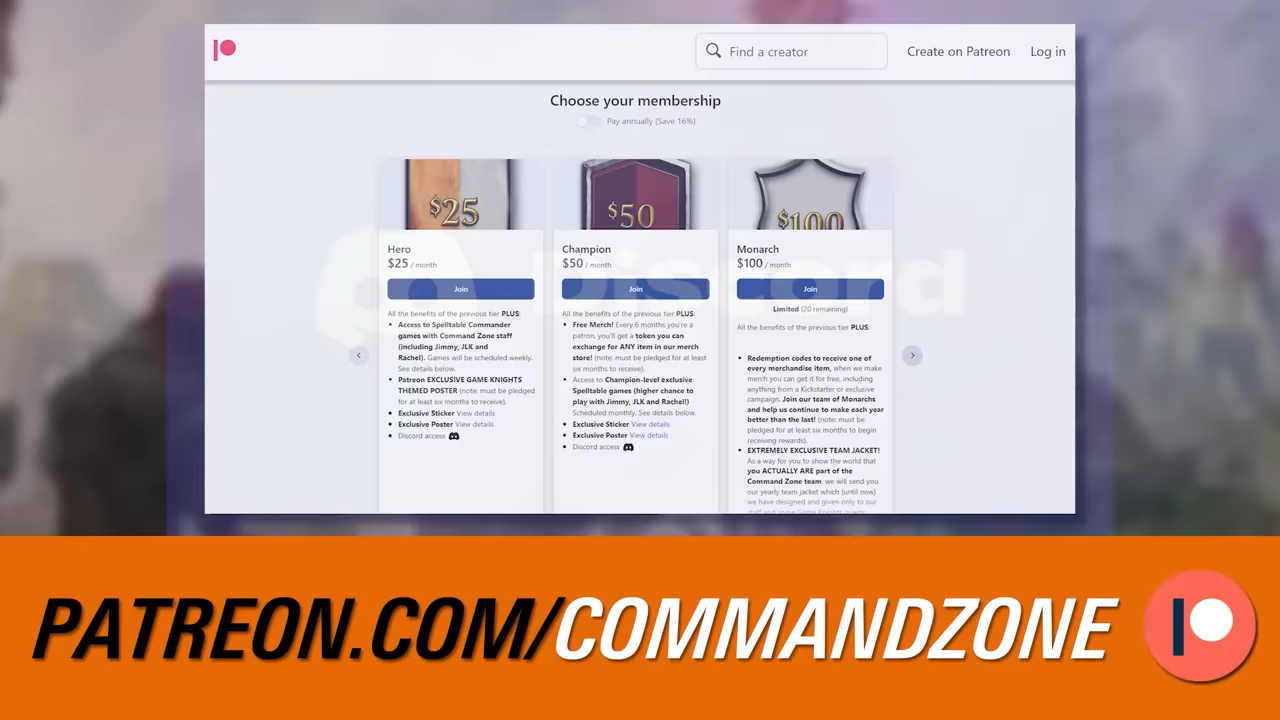 Find a creator
Create on Patreon
Log in
Choose your membership
Pay annually (Save 16%)
$25
Hero
$25 / month
Join
All the benefits of the previous tier PLUS:
• Access to Spelltable Commander
games with Command Zone staff
(including Jimmy, JLK and
Rachel). Games will be scheduled weekly.
See details below.
• Patreon EXCLUSIVE GAME KNIGHTS
THEMED POSTER (note: must be pledged
for at least six months to receive).
• Exclusive Sticker View details
• Exclusive Poster View details
• Discord access
$50
Champion
$50 / month
Join
All the benefits of the previous tier PLUS:
• Free Merch! Every 6 months you're a
patron, you'll get a token you can
exchange for ANY item in our merch
store! (note: must be pledged for at least
six months to receive).
• Access to Champion-level exclusive
Spelltable games (higher chance to
play with Jimmy, JLK and Rachel!)
Scheduled monthly. See details below.
• Exclusive Sticker View details
• Exclusive Poster View details
• Discord access
$100
Monarch
$100 / month
Join
Limited (20 remaining)
All the benefits of the previous tier PLUS:
• Redemption codes to receive one of
every merchandise item, when we make
merch you can get it for free, including
anything from a Kickstarter or exclusive
campaign. Join our team of Monarchs
and help us continue to make each year
better than the last! (note: must be
pledged for at least six months to begin
receiving rewards).
• EXTREMELY EXCLUSIVE TEAM JACKET!
As a way for you to show the world that
you ACTUALLY ARE part of the
Command Zone team, we will send you
our yearly team jacket which (until now)
we have designed and given only to our
staff and some Game Knights guests
Discord
PATREON.COM/COMMANDZONE